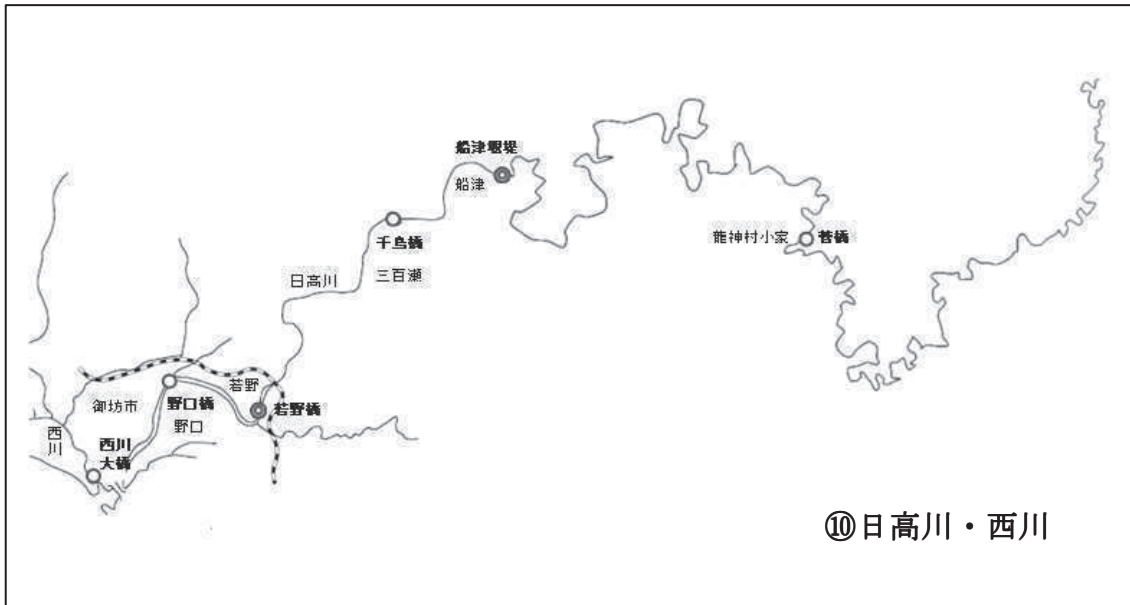 船津堰堤
船津
千鳥橋
三百瀬
日高川
龍神村小家
菅橋
若野
若野橋
野口橋
野口
御坊市
西川
西川
大橋
⑩日高川・西川